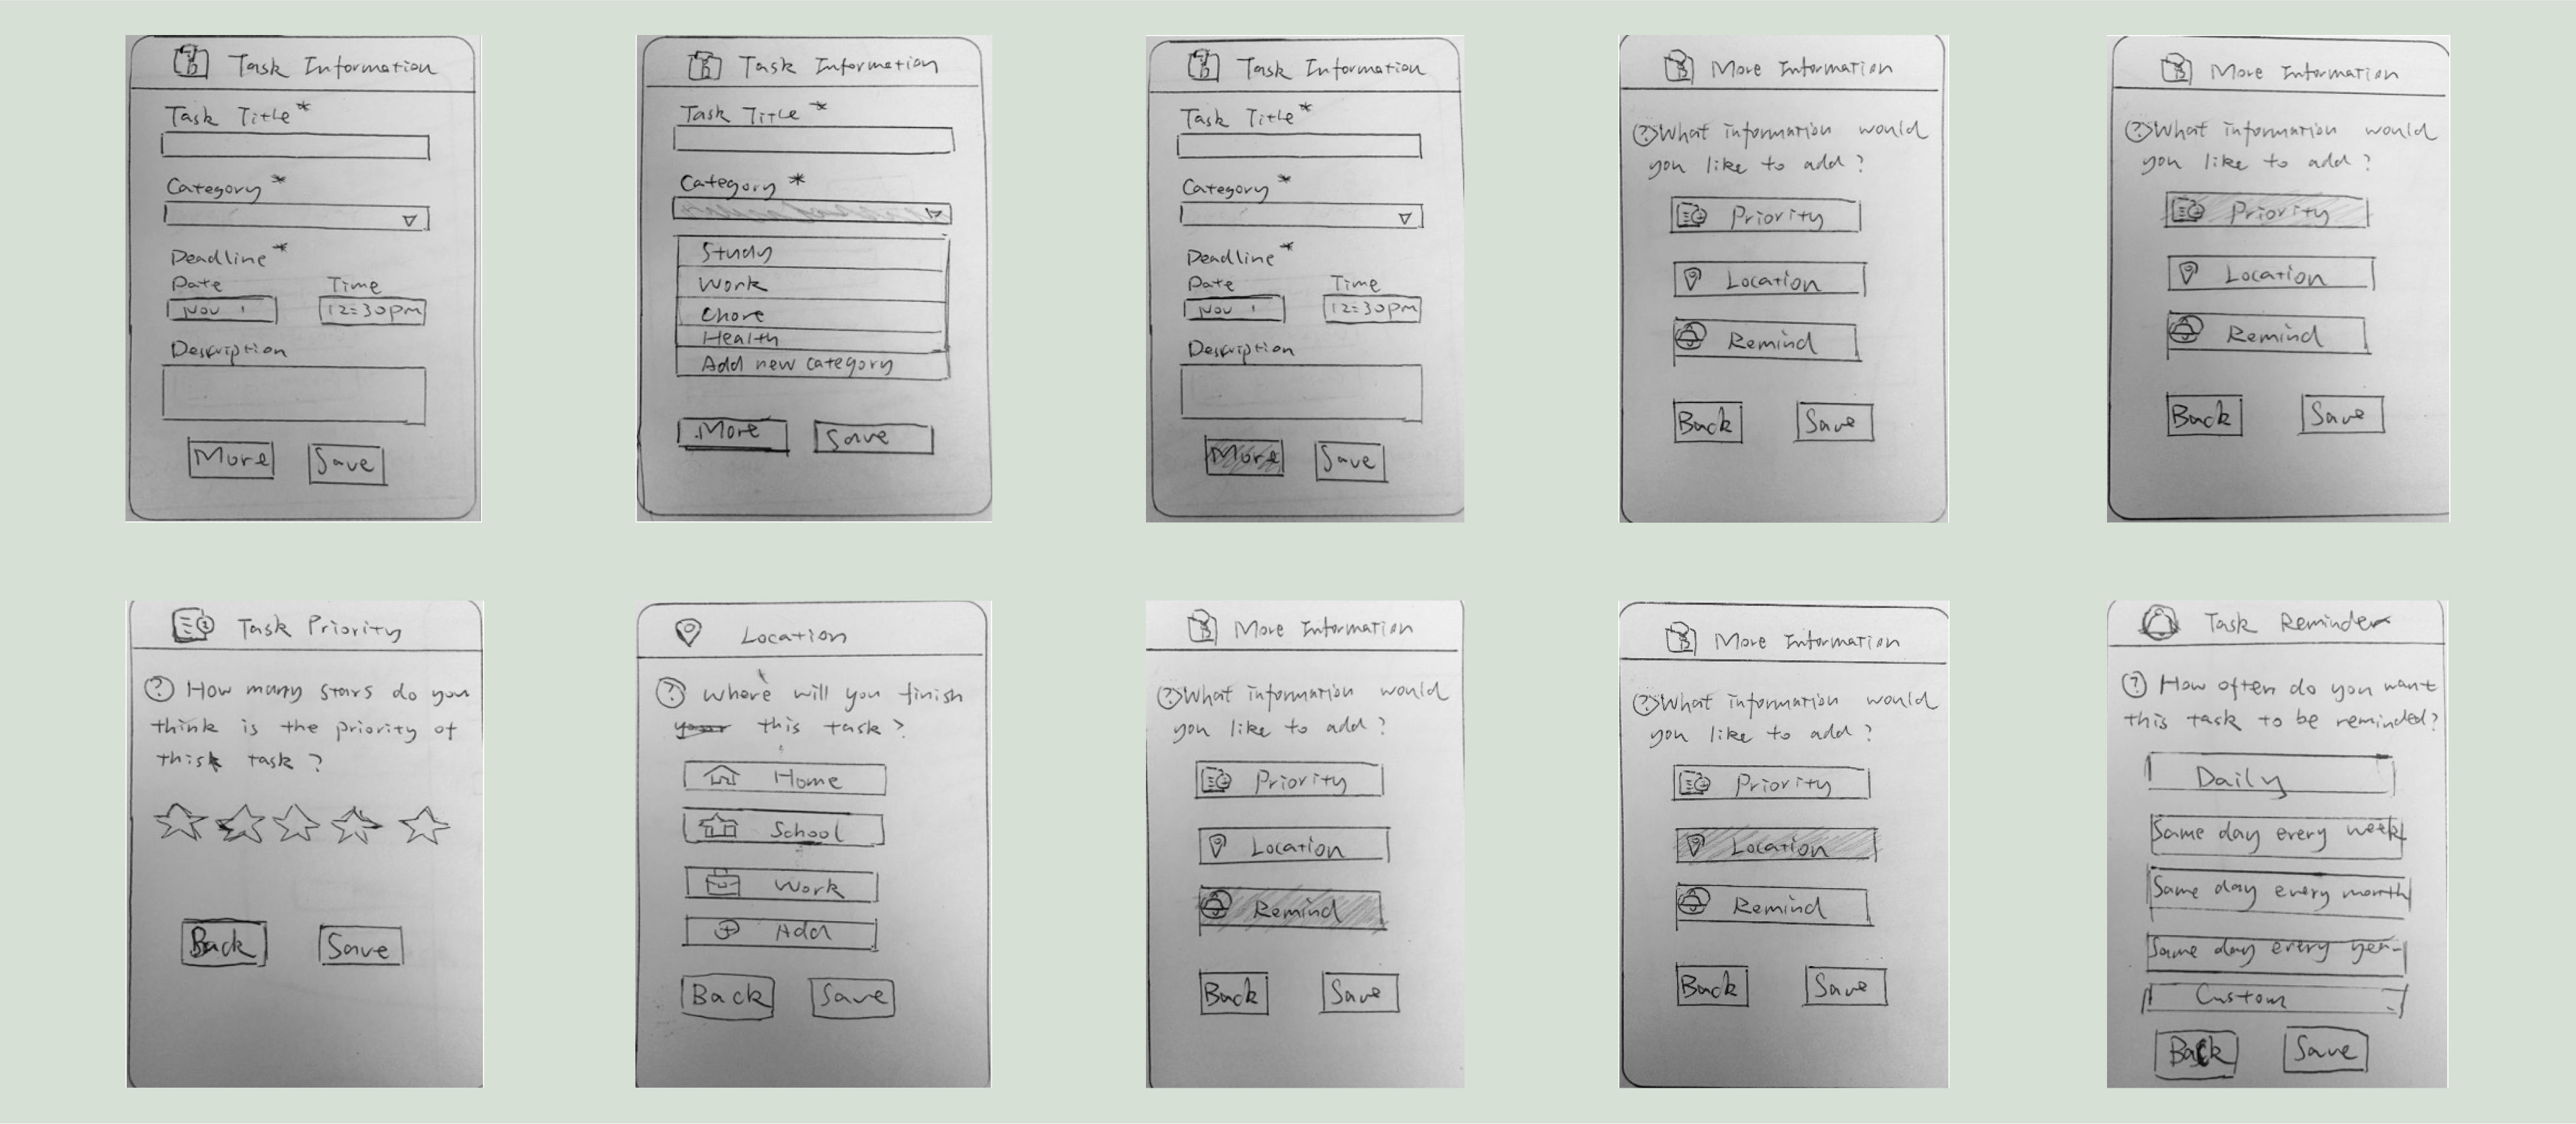 Task Information
Task Title *
Category *
Deadline *
Date Time
Nov 1 12:30pm
Description
More Save
Task Information
Task Title *
Category *
Study
Work
Chore
Health
Add new category
More Save
Task Information
Task Title *
Category *
Deadline *
Date Time
Nov 1 12:30pm
Description
More Save
More Information
? What information would
you like to add?
Priority
Location
Remind
Back Save
More Information
? What information would
you like to add?
Priority
Location
Remind
Back Save
Task Priority
? How many stars do you
think is the priority of
this task?
Back Save
Location
? where will you finish
this task?
Home
School
Work
Add
Back Save
More Information
? What information would
you like to add?
Priority
Location
Remind
Back Save
More Information
? What information would
you like to add?
Priority
Location
Remind
Back Save
Task Reminder
? How often do you want
this task to be reminded?
Daily
Same day every week
Same day every month
Same day every year
Custom
Back Save